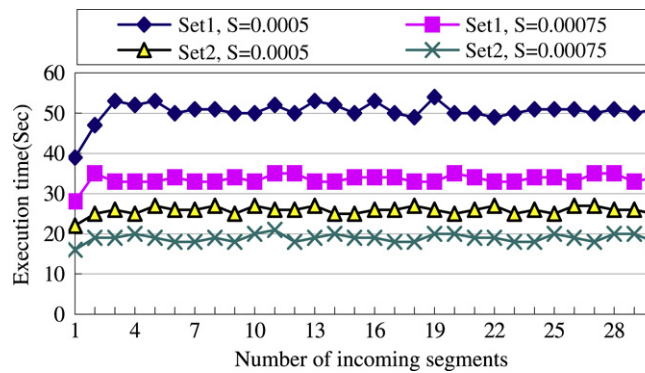 Set1, S=0.0005 Set1, S=0.00075
Set2, S=0.0005 Set2, S=0.00075
60
50
40
30
20
10
0
Execution time(Sec)
1 4 7 10 13 16 19 22 25 28
Number of incoming segments